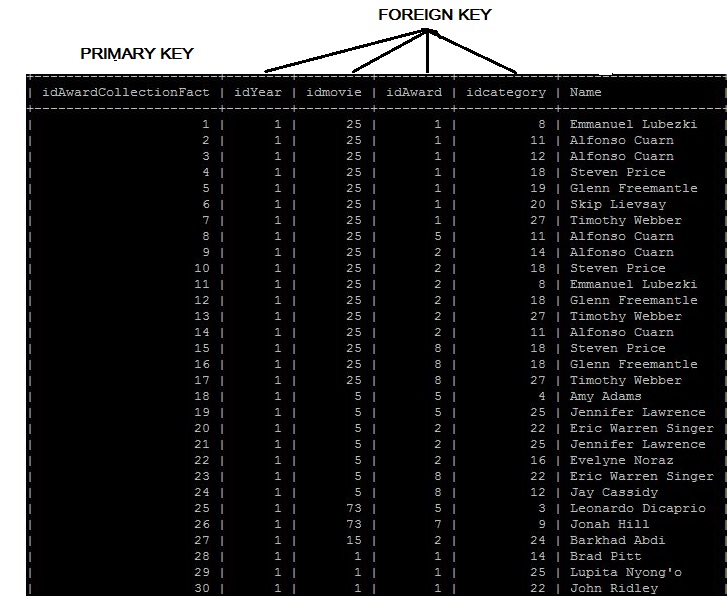 FOREIGN KEY
PRIMARY KEY
| idAwardCollectionFact | idYear | idmovie | idAward | idcategory | Name
| 1 | 1 | 25 | 1 | 8 | Emmanuel Lubezki
| 2 | 1 | 25 | 1 | 11 | Alfonso Cuarn
| 3 | 1 | 25 | 1 | 12 | Alfonso Cuarn
| 4 | 1 | 25 | 1 | 18 | Steven Price
| 5 | 1 | 25 | 1 | 19 | Glenn Freemantle
| 6 | 1 | 25 | 1 | 20 | Skip Lievsay
| 7 | 1 | 25 | 1 | 27 | Timothy Webber
| 8 | 1 | 25 | 5 | 11 | Alfonso Cuarn
| 9 | 1 | 25 | 2 | 14 | Alfonso Cuarn
| 10 | 1 | 25 | 2 | 18 | Steven Price
| 11 | 1 | 25 | 2 | 8 | Emmanuel Lubezki
| 12 | 1 | 25 | 2 | 18 | Glenn Freemantle
| 13 | 1 | 25 | 2 | 27 | Timothy Webber
| 14 | 1 | 25 | 2 | 11 | Alfonso Cuarn
| 15 | 1 | 25 | 8 | 18 | Steven Price
| 16 | 1 | 25 | 8 | 18 | Glenn Freemantle
| 17 | 1 | 25 | 8 | 27 | Timothy Webber
| 18 | 1 | 5 | 5 | 4 | Amy Adams
| 19 | 1 | 5 | 5 | 25 | Jennifer Lawrence
| 20 | 1 | 5 | 2 | 22 | Eric Warren Singer
| 21 | 1 | 5 | 2 | 25 | Jennifer Lawrence
| 22 | 1 | 5 | 2 | 16 | Evelyne Noraz
| 23 | 1 | 5 | 8 | 22 | Eric Warren Singer
| 24 | 1 | 5 | 8 | 12 | Jay Cassidy
| 25 | 1 | 73 | 5 | 3 | Leonardo Dicaprio
| 26 | 1 | 73 | 7 | 9 | Jonah Hill
| 27 | 1 | 15 | 2 | 24 | Barkhad Abdi
| 28 | 1 | 1 | 1 | 14 | Brad Pitt
| 29 | 1 | 1 | 1 | 25 | Lupita Nyong'o
| 30 | 1 | 1 | 1 | 22 | John Ridley